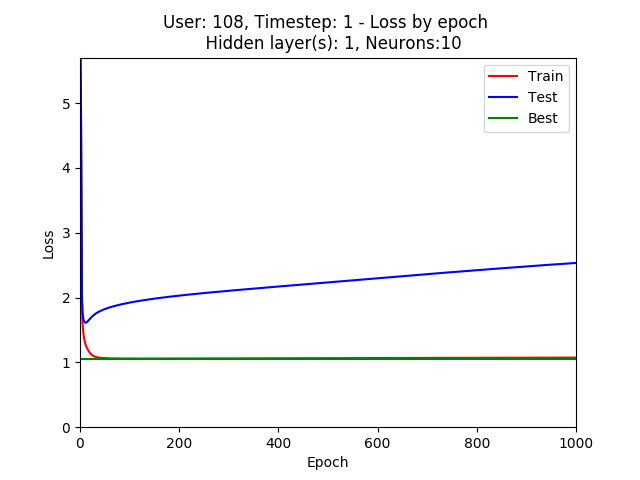 User: 108, Timestep: 1 - Loss by epoch
Hidden layer(s): 1, Neurons:10
Train
Test
Best
5
4
3
2
1
0
Loss
0 200 400 600 800 1000
Epoch